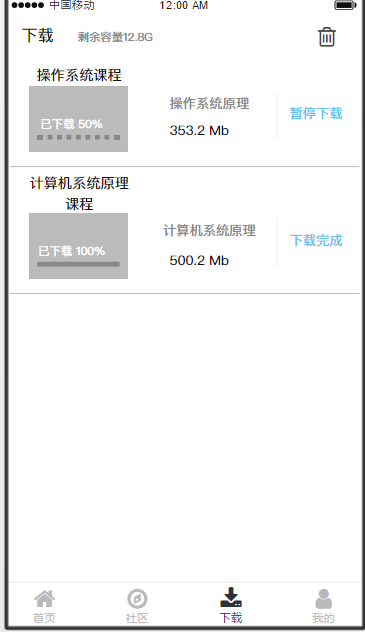 中国移动 12:00 AM
下载 剩余容量12.8G
操作系统课程
已下载 50%
操作系统原理
353.2 Mb
暂停下载
计算机系统原理
课程
已下载 100%
计算机系统原理
500.2 Mb
下载完成
首页 社区 下载 我的